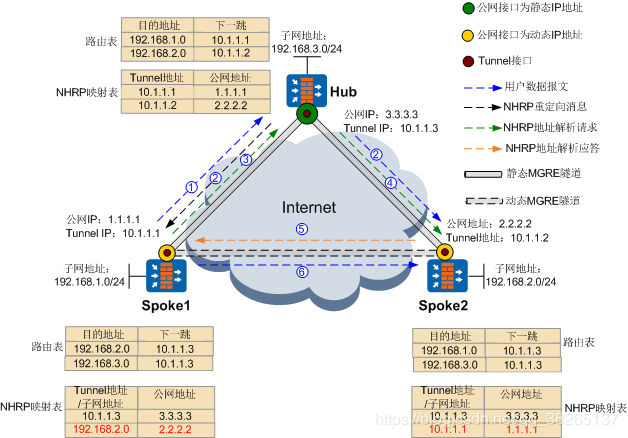 目的地址 下一跳
192.168.1.0 10.1.1.1
192.168.2.0 10.1.1.2
路由表
Tunnel地址 公网地址
10.1.1.1 1.1.1.1
10.1.1.2 2.2.2.2
NHRP映射表
子网地址:
192.168.3.0/24
Hub
公网IP:3.3.3.3
Tunnel IP:10.1.1.3
公网接口为静态IP地址
公网接口为动态IP地址
Tunnel接口
用户数据报文
NHRP重定向消息
NHRP地址解析请求
NHRP地址解析应答
静态MGRE隧道
动态MGRE隧道
①
②
③
②
④
Internet
⑤
⑥
公网IP:1.1.1.1
Tunnel IP:10.1.1.1
子网地址:
192.168.1.0/24
Spoke1
公网地址:2.2.2.2
Tunnel地址:10.1.1.2
子网地址:
192.168.2.0/24
Spoke2
路由表
目的地址 下一跳
192.168.2.0 10.1.1.3
192.168.3.0 10.1.1.3
NHRP映射表
Tunnel地址/子网地址 公网地址
10.1.1.3 3.3.3.3
192.168.2.0 2.2.2.2
目的地址 下一跳
192.168.1.0 10.1.1.3
192.168.3.0 10.1.1.3
路由表
Tunnel地址/子网地址 公网地址
10.1.1.3 3.3.3.3
10.1.1.1 1.1.1.1
NHRP映射表